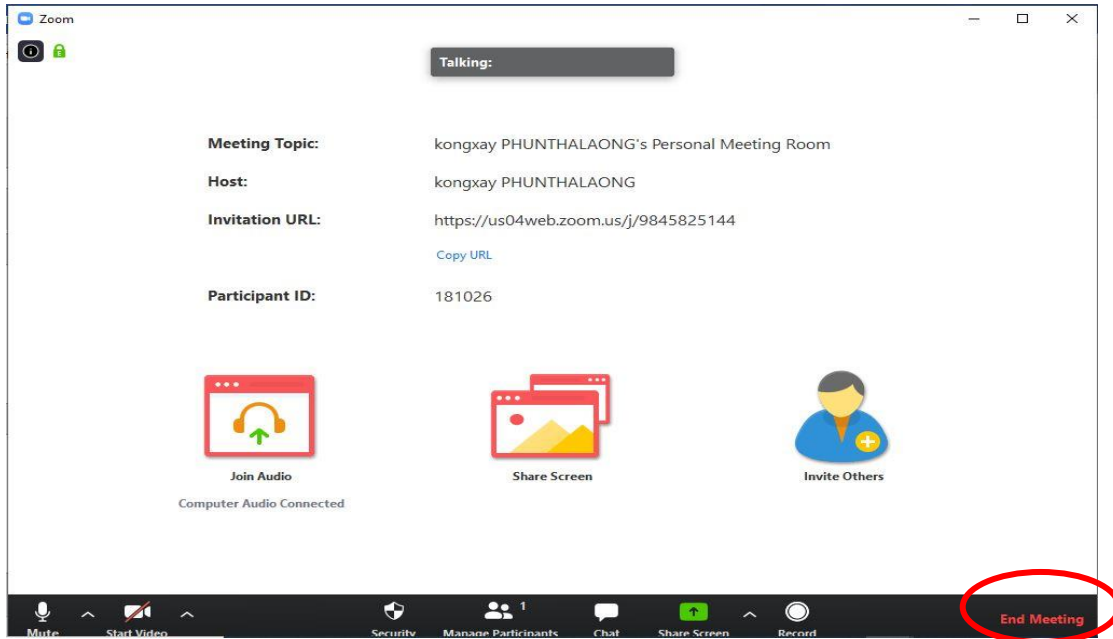 Zoom
Talking:
Meeting Topic: kongxay PHUNTHALAONG's Personal Meeting Room
Host: kongxay PHUNTHALAONG
Invitation URL: https://us04web.zoom.us/j/9845825144
Copy URL
Participant ID: 181026
Join Audio Share Screen Invite Others
Computer Audio Connected
1
Mute Start Video Security Manage Participants Chat Share Screen Record End Meeting